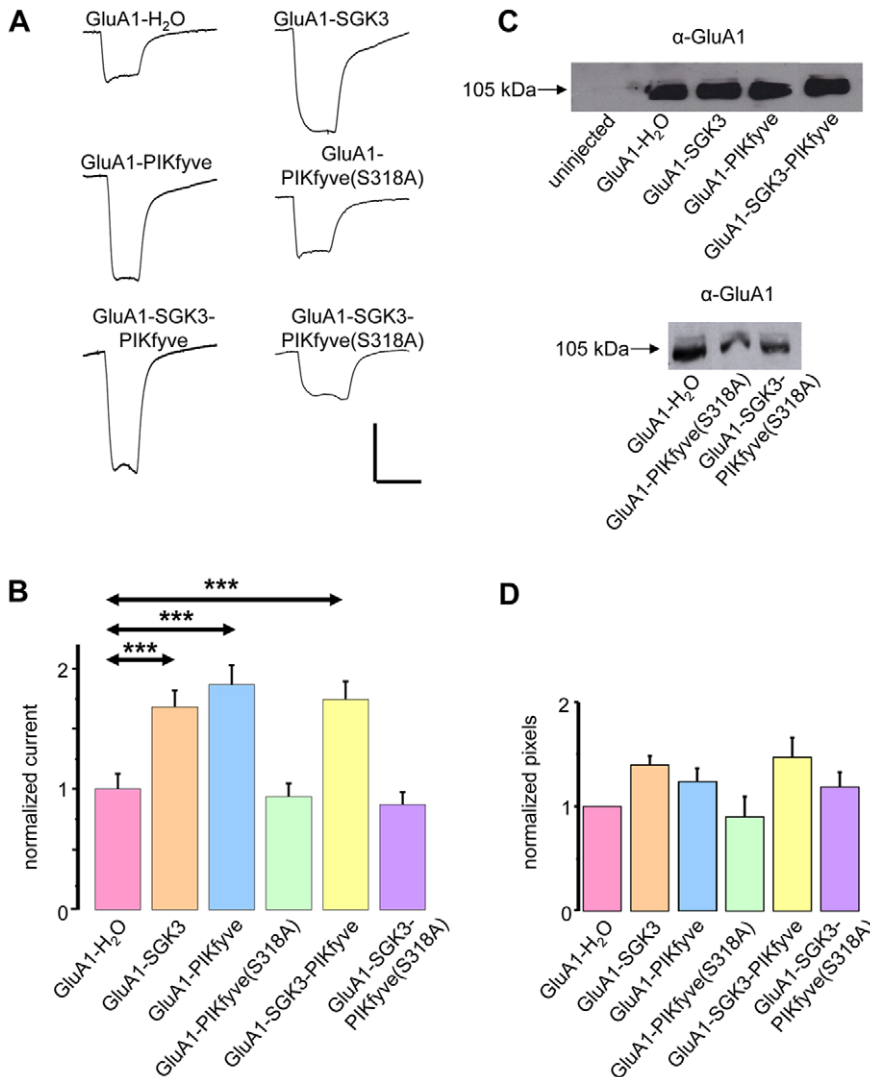 A
GluA1-H2O
GluA1-SGK3
GluA1-PIKfyve
GluA1-
PIKfyve(S318A)
GluA1-SGK3-
PIKfyve
GluA1-SGK3-
PIKfyve(S318A)
C
α-GluA1
105 kDa
uninjected
GluA1-H2O
GluA1-SGK3
GluA1-PIKfyve
GluA1-SGK3-PIKfyve
α-GluA1
105 kDa
GluA1-H2O
GluA1-PIKfyve(S318A)
GluA1-SGK3-
PIKfyve(S318A)
B
***
***
***
2
1
0
normalized current
GluA1-H2O
GluA1-SGK3
GluA1-PIKfyve
GluA1-PIKfyve(S318A)
GluA1-SGK3-PIKfyve
GluA1-SGK3-
PIKfyve(S318A)
D
2
1
0
normalized pixels
GluA1-H2O
GluA1-SGK3
GluA1-PIKfyve
GluA1-PIKfyve(S318A)
GluA1-SGK3-PIKfyve
GluA1-SGK3-
PIKfyve(S318A)